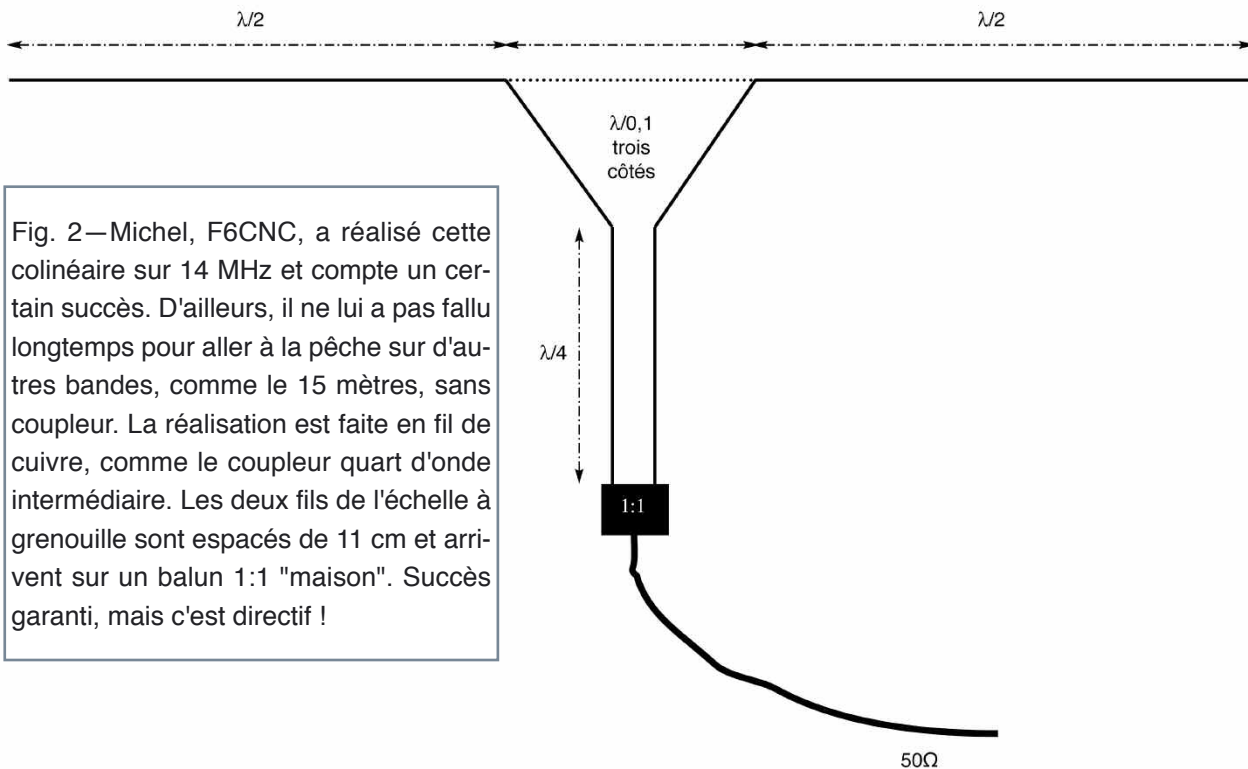 λ/2
λ/2
λ/0,1
trois
côtés
Fig. 2—Michel, F6CNC, a réalisé cette
colinéaire sur 14 MHz et compte un cer-
tain succès. D'ailleurs, il ne lui a pas fallu
longtemps pour aller à la pêche sur d'au-
tres bandes, comme le 15 mètres, sans
coupleur. La réalisation est faite en fil de
cuivre, comme le coupleur quart d'onde
intermédiaire. Les deux fils de l'échelle à
grenouille sont espacés de 11 cm et arri-
vent sur un balun 1:1 "maison". Succès
garanti, mais c'est directif !
λ/4
1:1
50Ω